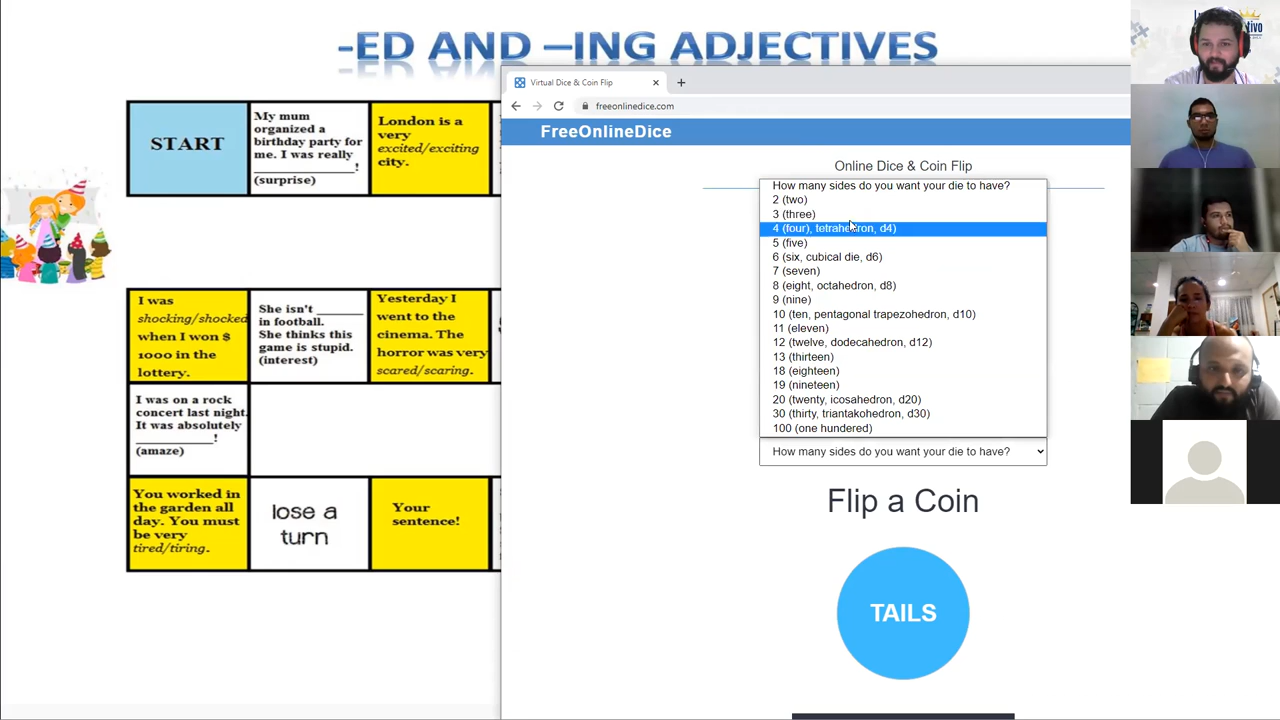 -ED AND –ING ADJECTIVES
START
My mum
organized a
birthday party for
me. I was really
_______________!
(surprise)
London is a
very
excited/exciting
city.
I was
shocking/shocked
when I won $
1000 in the
lottery.
She isn't ________
in football.
She thinks this
game is stupid.
(interest)
Yesterday I
went to the
cinema. The
horror was very
scared/scaring.
I was on a rock
concert last night.
It was absolutely
____________!
(amaze)
You worked in
the garden all
day. You must
be very
tired/tiring.
lose a
turn
Your
sentence!
Virtual Dice & Coin Flip
freeonlinedice.com
FreeOnlineDice
Online Dice & Coin Flip
How many sides do you want your die to have?
2 (two)
3 (three)
4 (four), tetrahedron, d4)
5 (five)
6 (six, cubical die, d6)
7 (seven)
8 (eight, octahedron, d8)
9 (nine)
10 (ten, pentagonal trapezohedron, d10)
11 (eleven)
12 (twelve, dodecahedron, d12)
13 (thirteen)
18 (eighteen)
19 (nineteen)
20 (twenty, icosahedron, d20)
30 (thirty, triantakohedron, d30)
100 (one hundered)
How many sides do you want your die to have?
Flip a Coin
TAILS